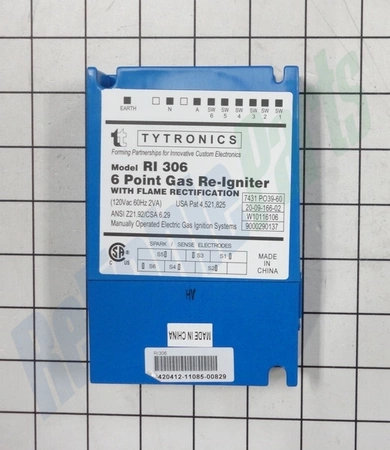 EARTH N A SW 6 SW 5 SW 4 SW 3 SW 2 SW 1
tt TYTRONICS
Forming Partnerships for Innovative Custom Electronics
Model RI 306
6 Point Gas Re-Igniter
WITH FLAME RECTIFICATION
(120Vac 60Hz 2VA) USA Pat 4,521,825
ANSI Z21.92/CSA 6.29
Manually Operated Electric Gas Ignition Systems
7431 PO39-60
20-09-166-02
W10116106
9000290137
SPARK / SENSE ELECTRODES
S5 S3 S1
S6 S4 S2
MADE IN
CHINA
C US
MADE IN CHINA
RI306
420412-11085-00829